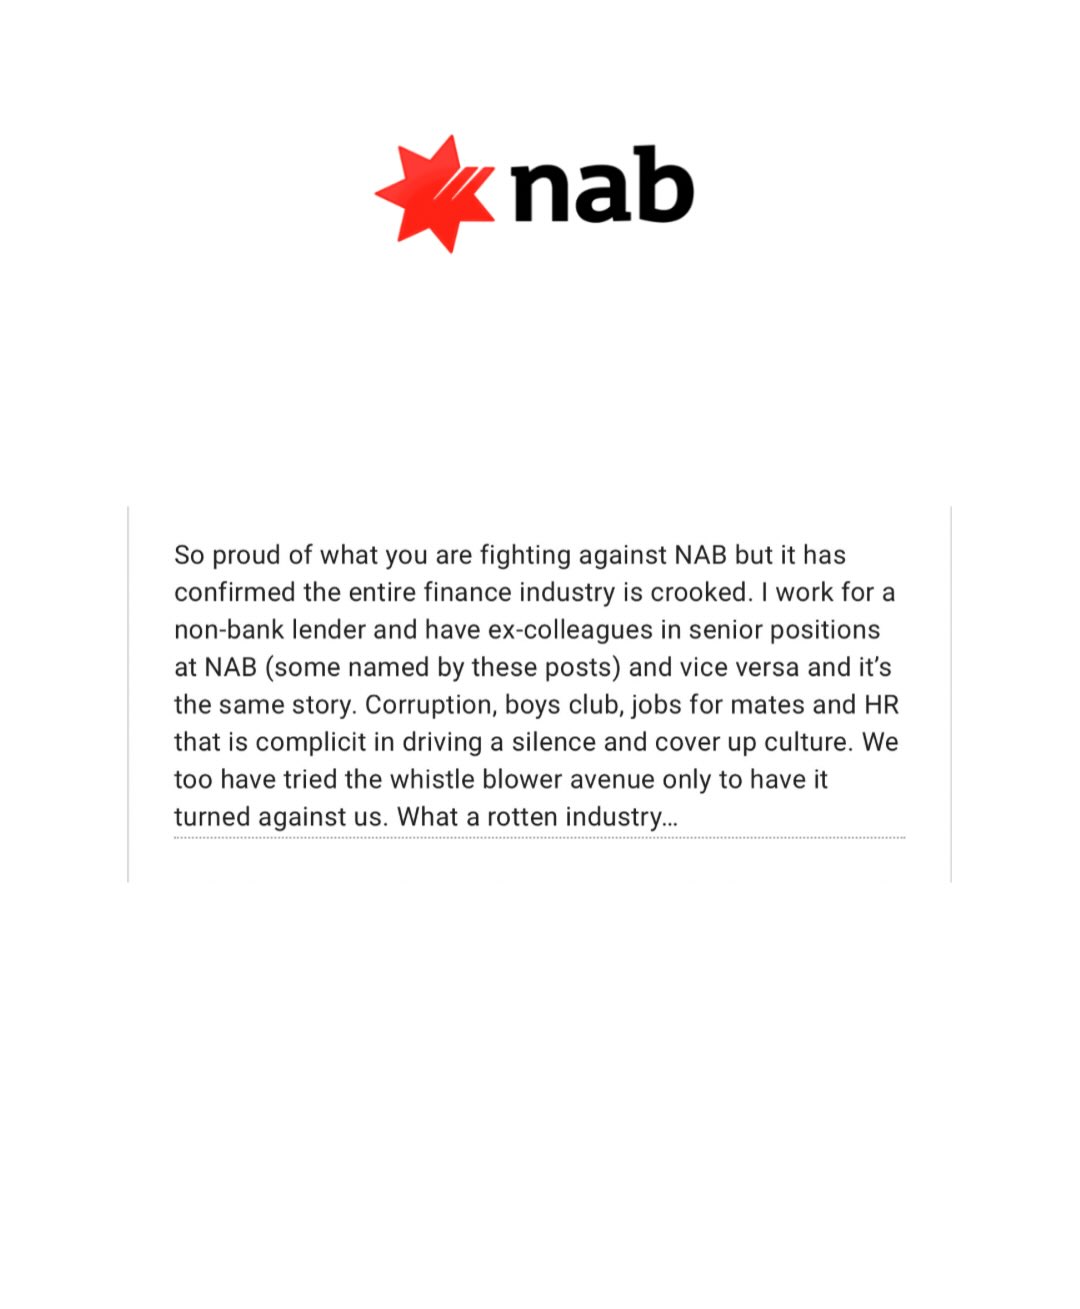 nab
So proud of what you are fighting against NAB but it has
confirmed the entire finance industry is crooked. I work for a
non-bank lender and have ex-colleagues in senior positions
at NAB (some named by these posts) and vice versa and it’s
the same story. Corruption, boys club, jobs for mates and HR
that is complicit in driving a silence and cover up culture. We
too have tried the whistle blower avenue only to have it
turned against us. What a rotten industry…